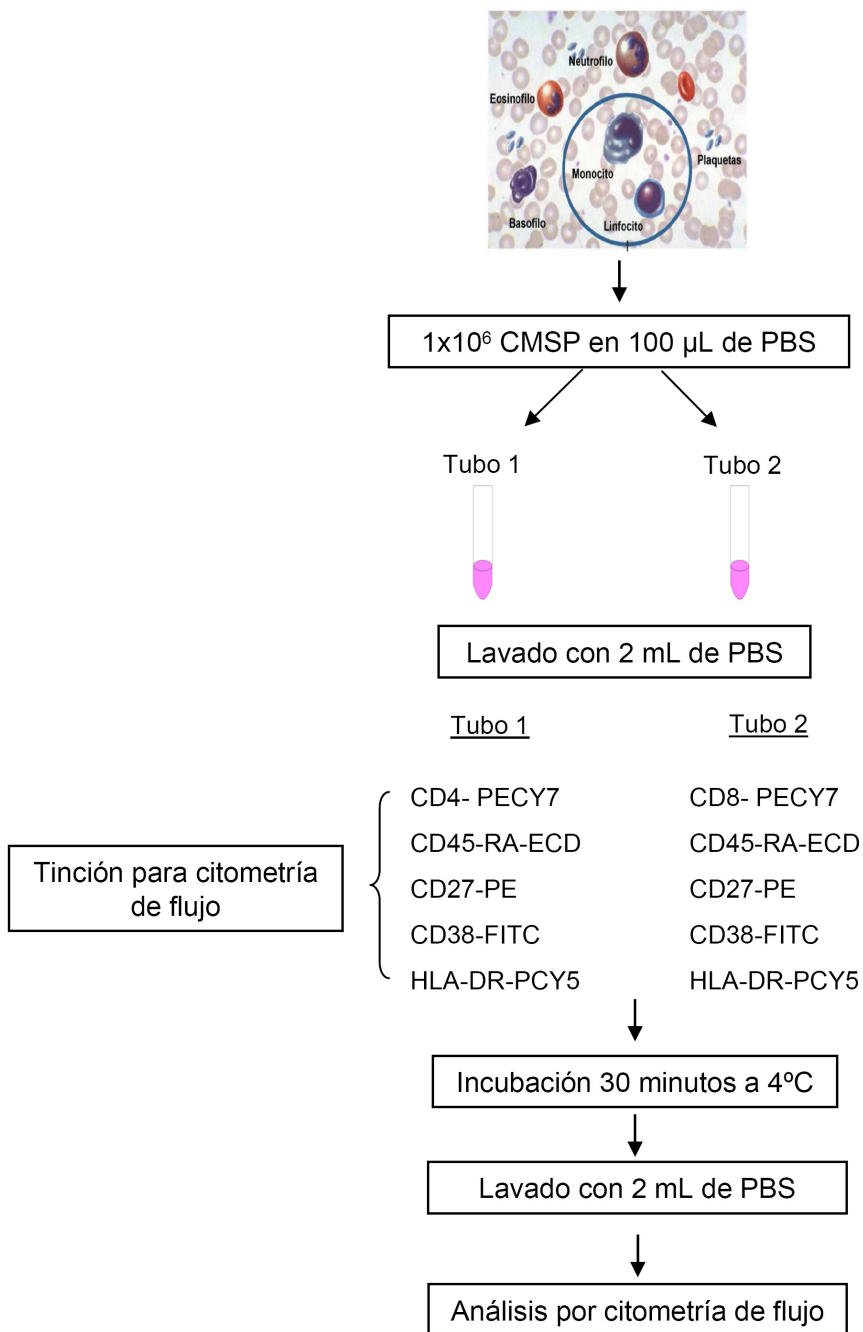 Neutrofilo
Eosinofilo
Plaquetas
Monocito
Basofilo
Linfocito
1x10⁶ CMSP en 100 µL de PBS
Tubo 1
Tubo 2
Lavado con 2 mL de PBS
Tubo 1
Tubo 2
Tinción para citometría
de flujo
CD4- PECY7
CD45-RA-ECD
CD27-PE
CD38-FITC
HLA-DR-PCY5
CD8- PECY7
CD45-RA-ECD
CD27-PE
CD38-FITC
HLA-DR-PCY5
Incubación 30 minutos a 4ºC
Lavado con 2 mL de PBS
Análisis por citometría de flujo